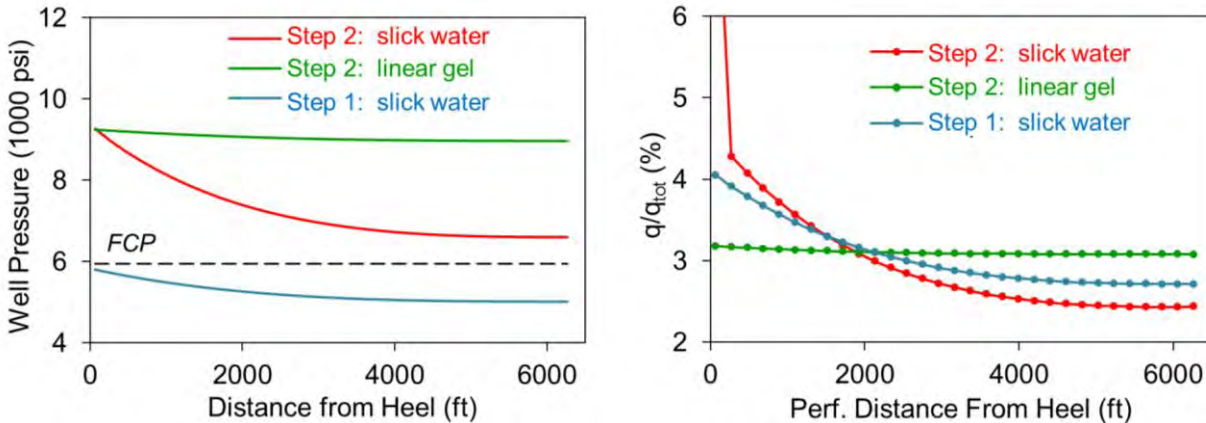 12
10
8
6
4
Well Pressure (1000 psi)
Step 2: slick water
Step 2: linear gel
Step 1: slick water
FCP
0 2000 4000 6000
Distance from Heel (ft)
6
5
4
3
2
q/qtot (%)
Step 2: slick water
Step 2: linear gel
Step 1: slick water
0 2000 4000 6000
Perf. Distance From Heel (ft)